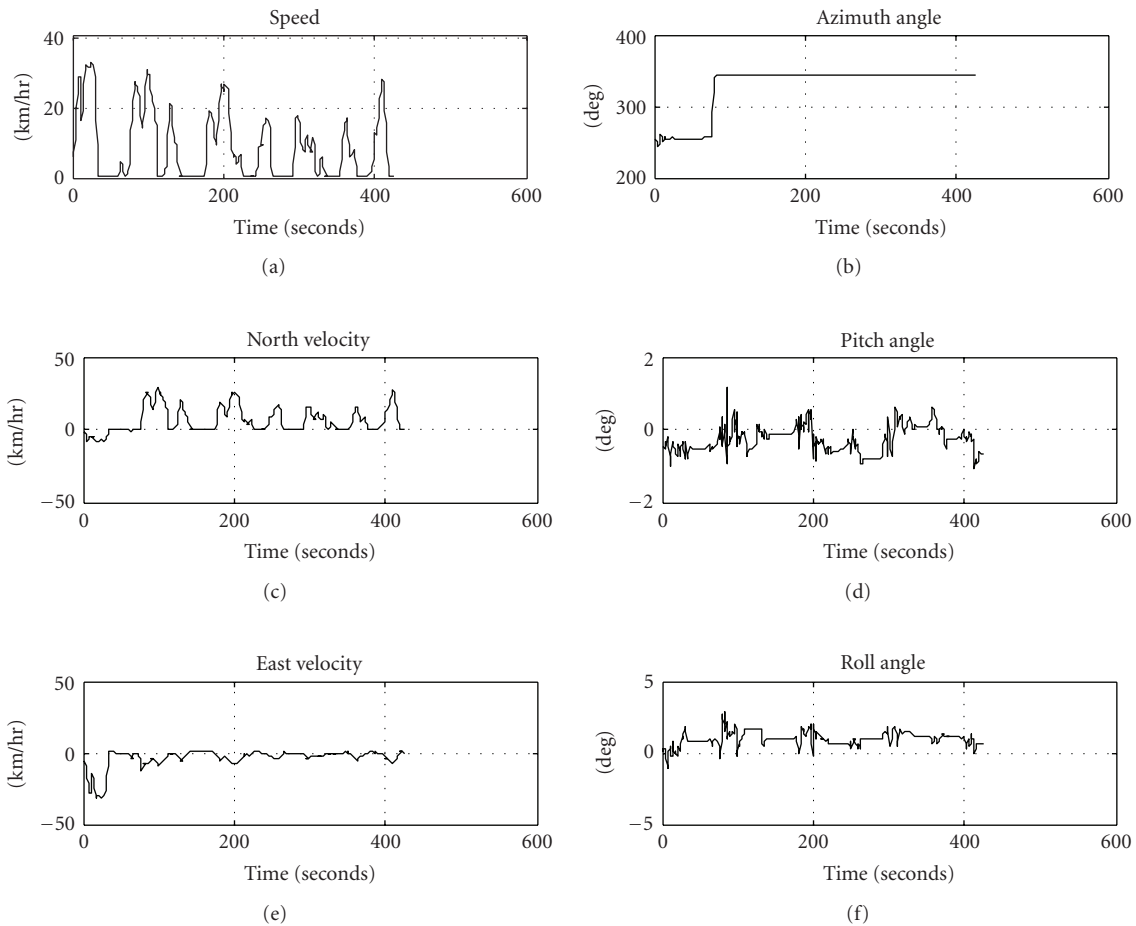 Speed
40
20
0
(km/hr)
0 200 400 600
Time (seconds)
(a)
Azimuth angle
400
300
200
(deg)
0 200 400 600
Time (seconds)
(b)
North velocity
50
0
−50
(km/hr)
0 200 400 600
Time (seconds)
(c)
Pitch angle
2
0
−2
(deg)
0 200 400 600
Time (seconds)
(d)
East velocity
50
0
−50
(km/hr)
0 200 400 600
Time (seconds)
(e)
Roll angle
5
0
−5
(deg)
0 200 400 600
Time (seconds)
(f)